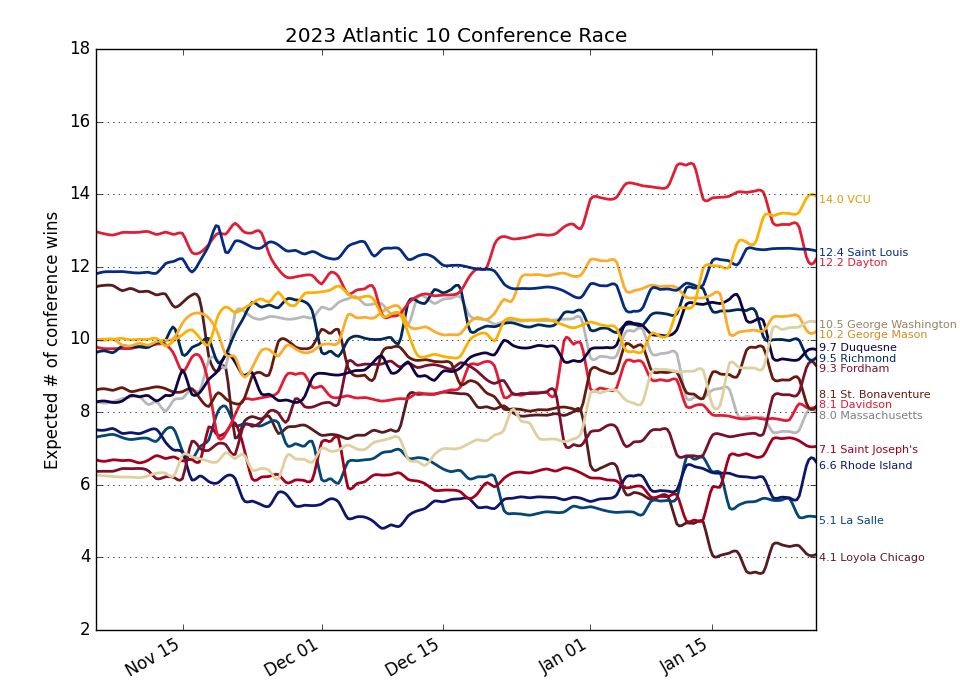 2023 Atlantic 10 Conference Race
Expected # of conference wins
18
16
14
12
10
8
6
4
2
Nov 15
Dec 01
Dec 15
Jan 01
Jan 15
14.0 VCU
12.4 Saint Louis
12.2 Dayton
10.5 George Washington
10.2 George Mason
9.7 Duquesne
9.5 Richmond
9.3 Fordham
8.1 St. Bonaventure
8.1 Davidson
8.0 Massachusetts
7.1 Saint Joseph's
6.6 Rhode Island
5.1 La Salle
4.1 Loyola Chicago